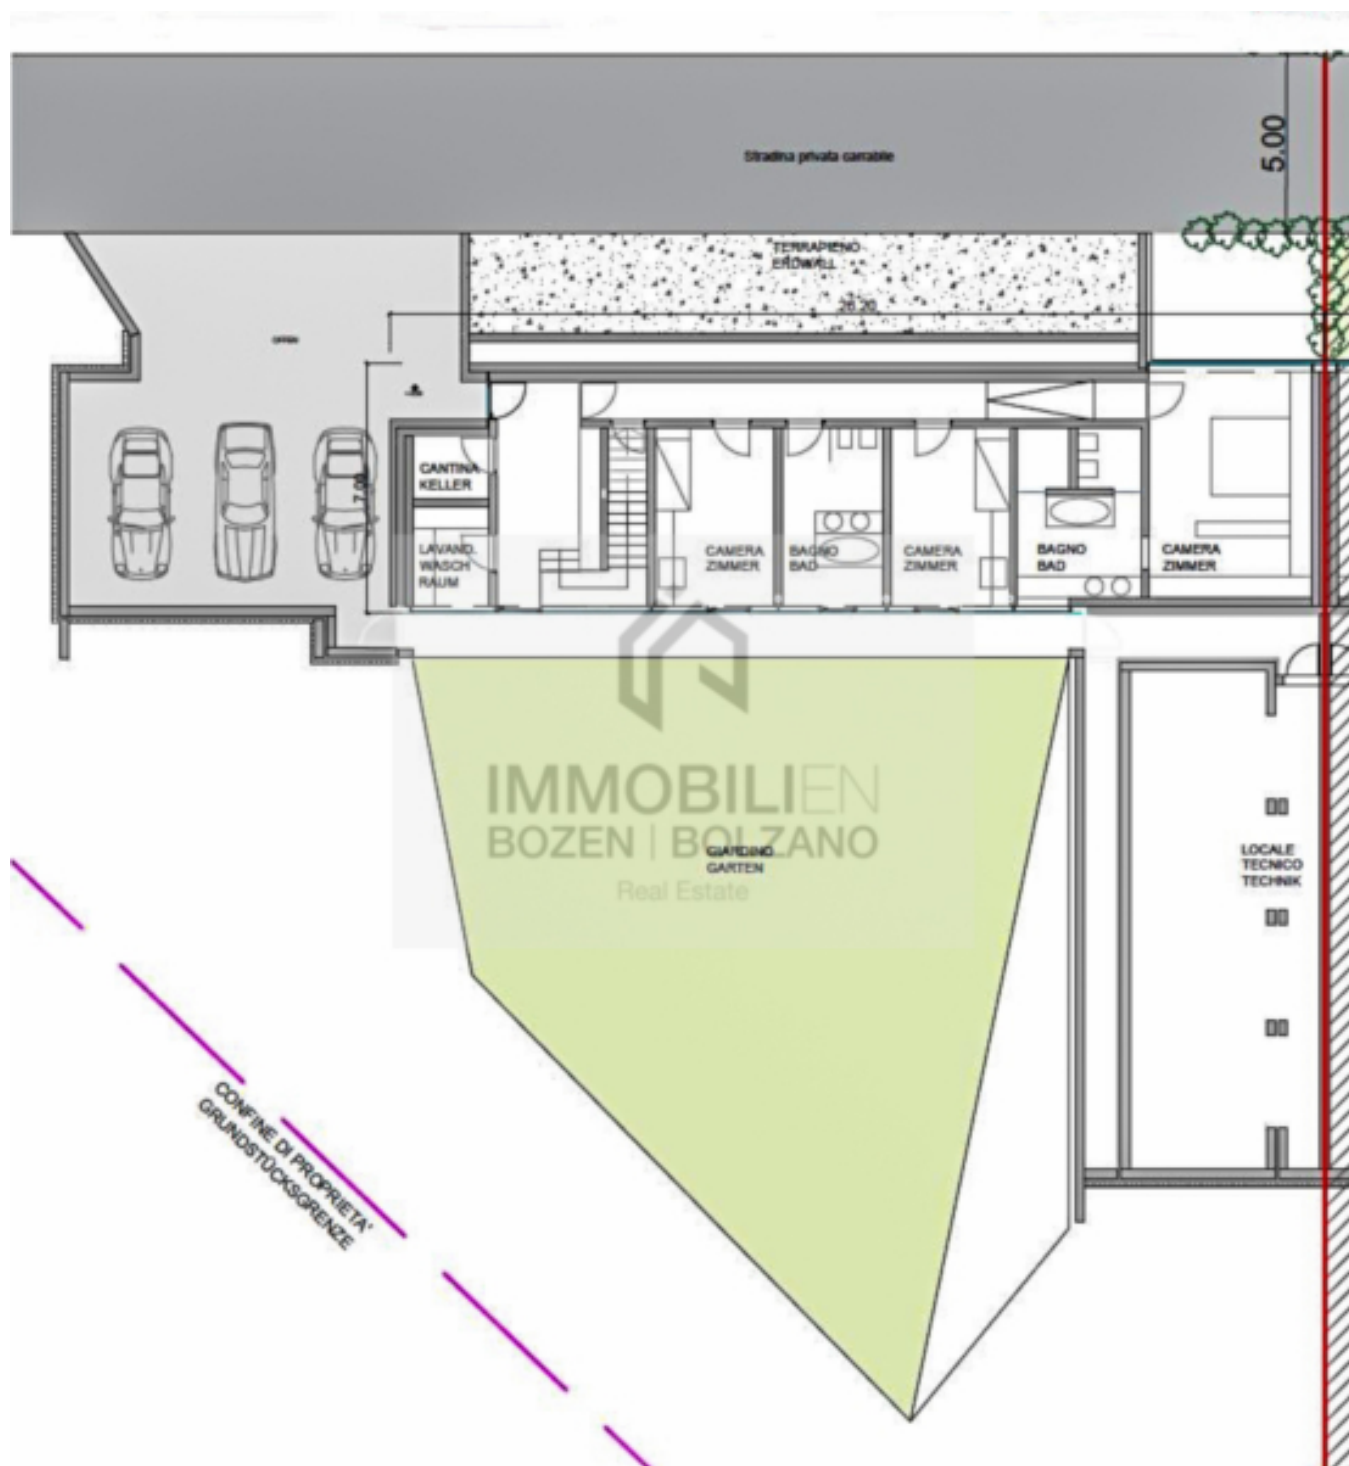 Stradina privata carrabile
5.00
TERRAPIENO
ERDWALL
26.20
OFFEN
7.00
CANTINA
KELLER
LAVAND.
WASCH
RAUM
CAMERA
ZIMMER
BAGNO
BAD
CAMERA
ZIMMER
BAGNO
BAD
CAMERA
ZIMMER
IMMOBILIEN
BOZEN | BOLZANO
Real Estate
GIARDINO
GARTEN
LOCALE
TECNICO
TECHNIK
CONFINE DI PROPRIETA'
GRUNDSTÜCKSGRENZE